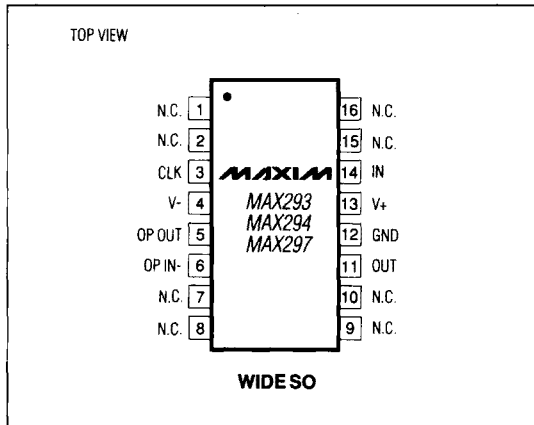 TOP VIEW
N.C. 1 16 N.C.
N.C. 2 15 N.C.
CLK 3 MAXIM 14 IN
V- 4 MAX293 13 V+
OP OUT 5 MAX294 12 GND
OP IN- 6 MAX297 11 OUT
N.C. 7 10 N.C.
N.C. 8 9 N.C.
WIDE SO